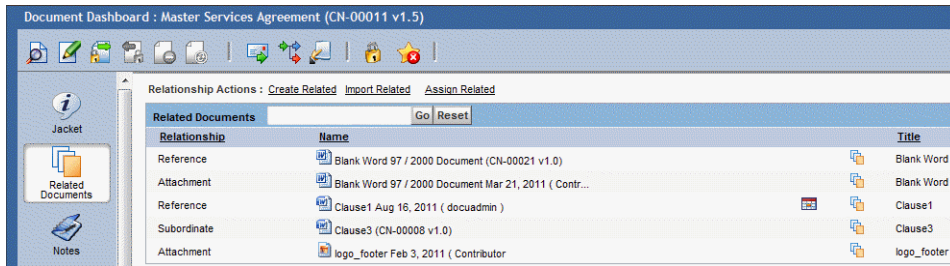 Document Dashboard : Master Services Agreement (CN-00011 v1.5)
Relationship Actions : Create Related Import Related Assign Related
Jacket
Related Documents Go Reset
Relationship Name Title
Reference Blank Word 97 / 2000 Document (CN-00021 v1.0) Blank Word
Attachment Blank Word 97 / 2000 Document Mar 21, 2011 ( Contr... Blank Word
Related
Documents
Reference Clause1 Aug 16, 2011 ( docuadmin ) Clause1
Subordinate Clause3 (CN-00008 v1.0) Clause3
Notes
Attachment logo_footer Feb 3, 2011 ( Contributor logo_footer